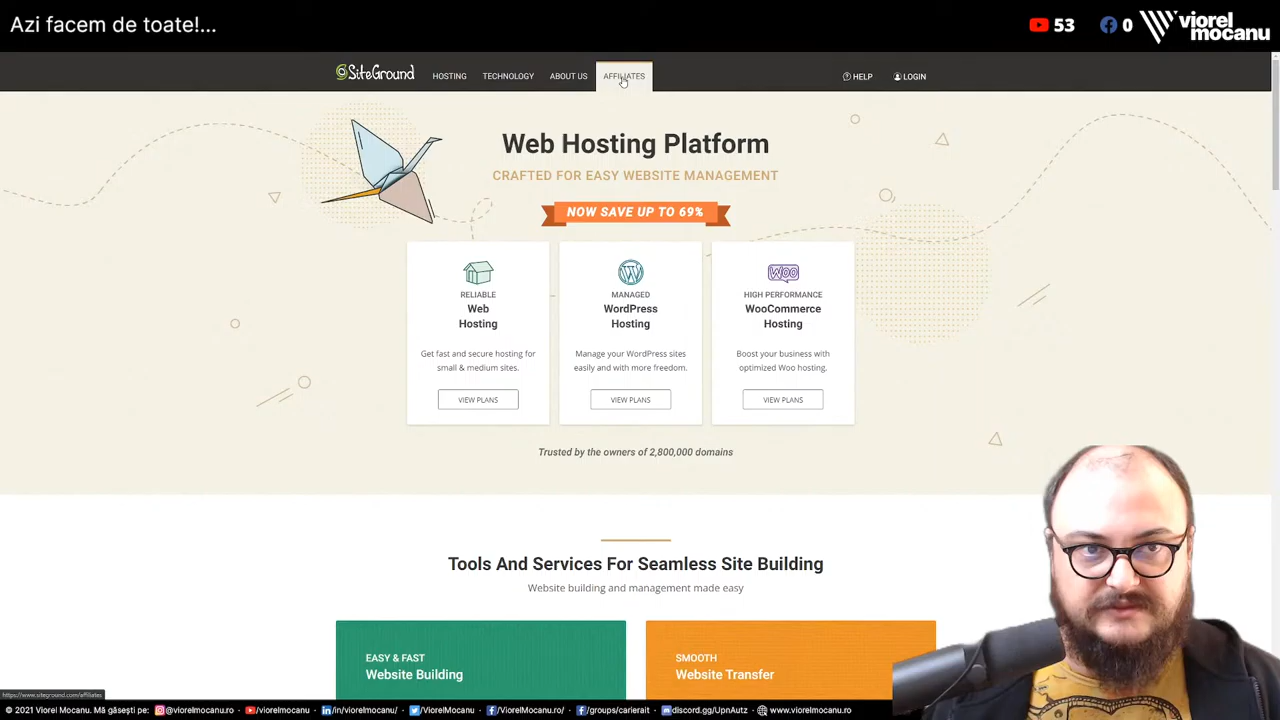 Azi facem de toate!...
53
0
viorel
mocanu
SiteGround
HOSTING
TECHNOLOGY
ABOUT US
AFFILIATES
HELP
LOGIN
Web Hosting Platform
CRAFTED FOR EASY WEBSITE MANAGEMENT
NOW SAVE UP TO 69%
RELIABLE
Web
Hosting
Get fast and secure hosting for
small & medium sites.
VIEW PLANS
MANAGED
WordPress
Hosting
Manage your WordPress sites
easily and with more freedom.
VIEW PLANS
WOO
HIGH PERFORMANCE
WooCommerce
Hosting
Boost your business with
optimized Woo hosting.
VIEW PLANS
Trusted by the owners of 2,800,000 domains
Tools And Services For Seamless Site Building
Website building and management made easy
EASY & FAST
Website Building
SMOOTH
Website Transfer
https://www.siteground.com/affiliates
© 2021 Viorel Mocanu. Mă găsești pe: @viorelmocanu.ro /viorelmocanu /in/viorelmocanu/ /ViorelMocanu /ViorelMocanu.ro/ /groups/carierait discord.gg/UpnAutz www.viorelmocanu.ro